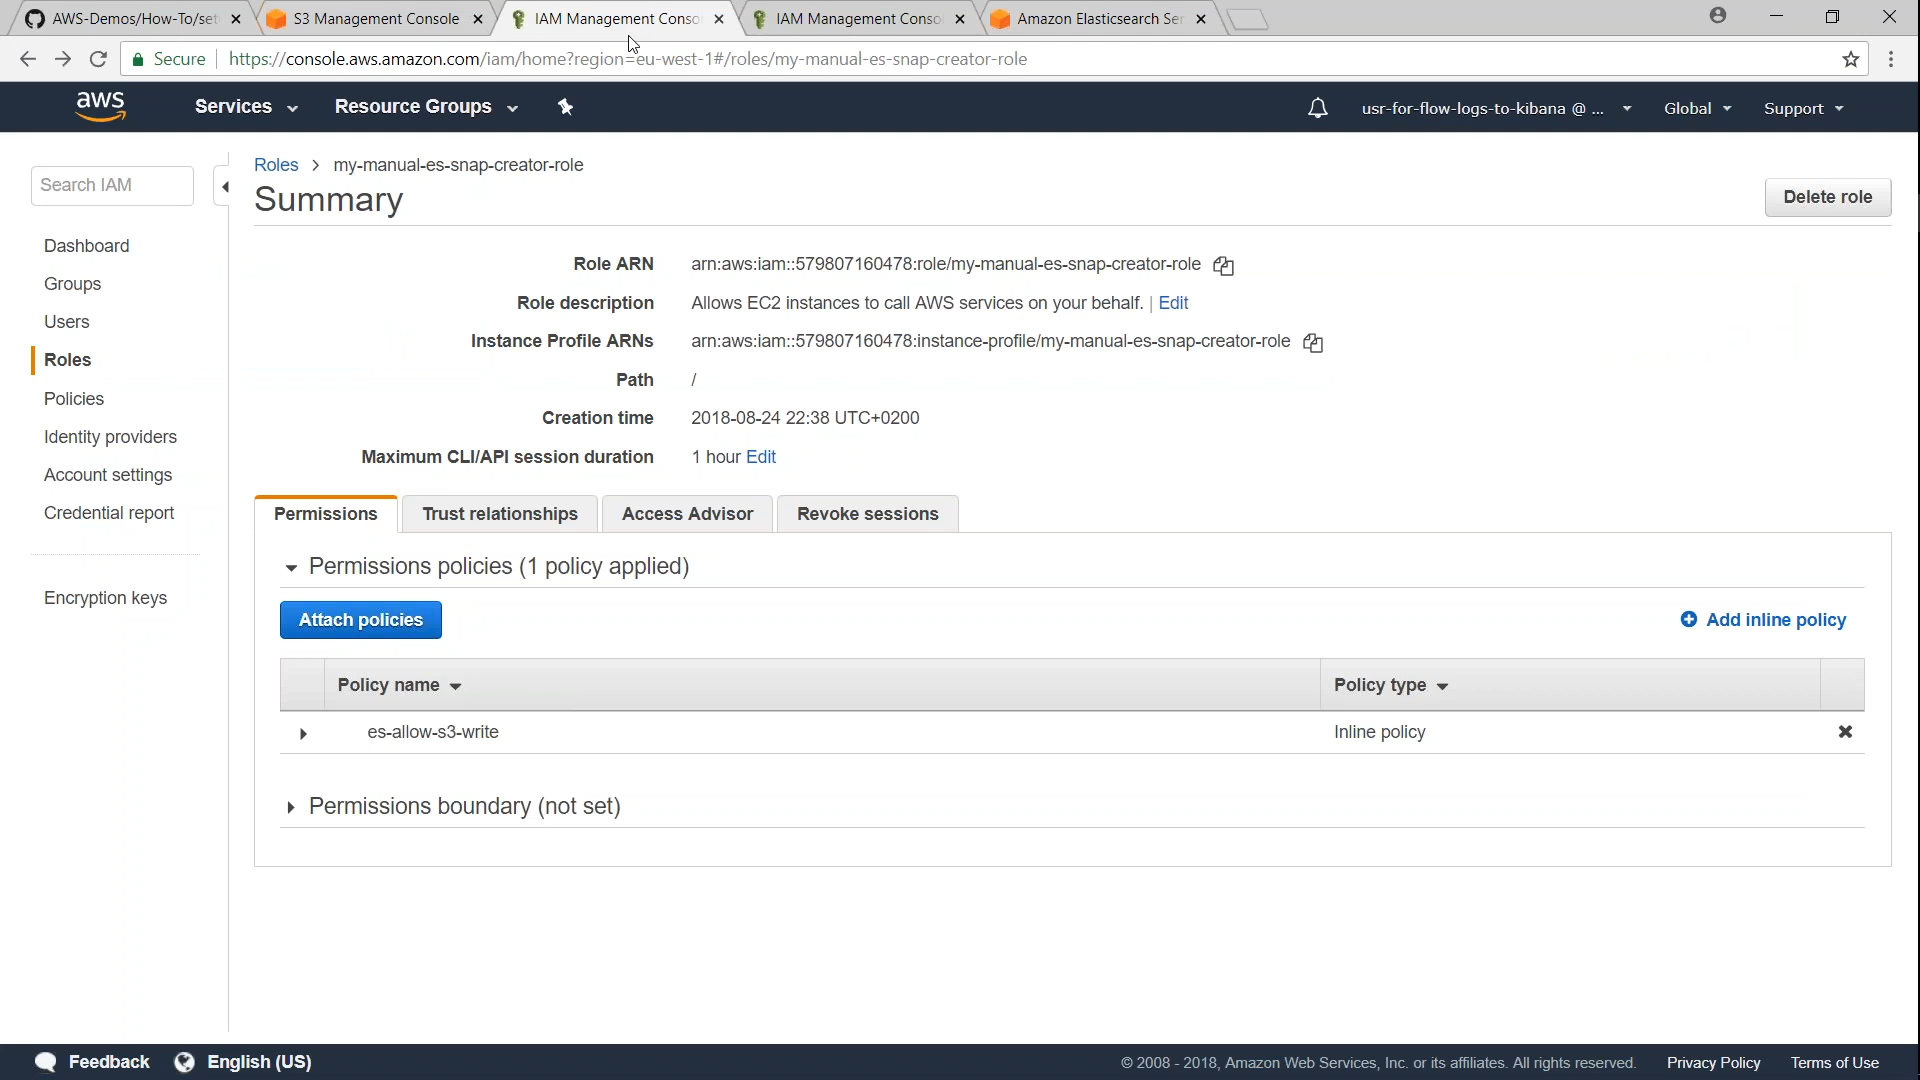 AWS-Demos/How-To/set
S3 Management Console
IAM Management Conso
IAM Management Conso
Amazon Elasticsearch Ser
Secure
https://console.aws.amazon.com/iam/home?region=eu-west-1#/roles/my-manual-es-snap-creator-role
aws
Services
Resource Groups
usr-for-flow-logs-to-kibana @ ...
Global
Support
Search IAM
Dashboard
Groups
Users
Roles
Policies
Identity providers
Account settings
Credential report
Encryption keys
Roles > my-manual-es-snap-creator-role
Summary
Delete role
Role ARN arn:aws:iam::579807160478:role/my-manual-es-snap-creator-role
Role description Allows EC2 instances to call AWS services on your behalf. | Edit
Instance Profile ARNs arn:aws:iam::579807160478:instance-profile/my-manual-es-snap-creator-role
Path /
Creation time 2018-08-24 22:38 UTC+0200
Maximum CLI/API session duration 1 hour Edit
Permissions
Trust relationships
Access Advisor
Revoke sessions
Permissions policies (1 policy applied)
Attach policies
Add inline policy
Policy name
Policy type
es-allow-s3-write
Inline policy
Permissions boundary (not set)
Feedback
English (US)
© 2008 - 2018, Amazon Web Services, Inc. or its affiliates. All rights reserved.
Privacy Policy
Terms of Use